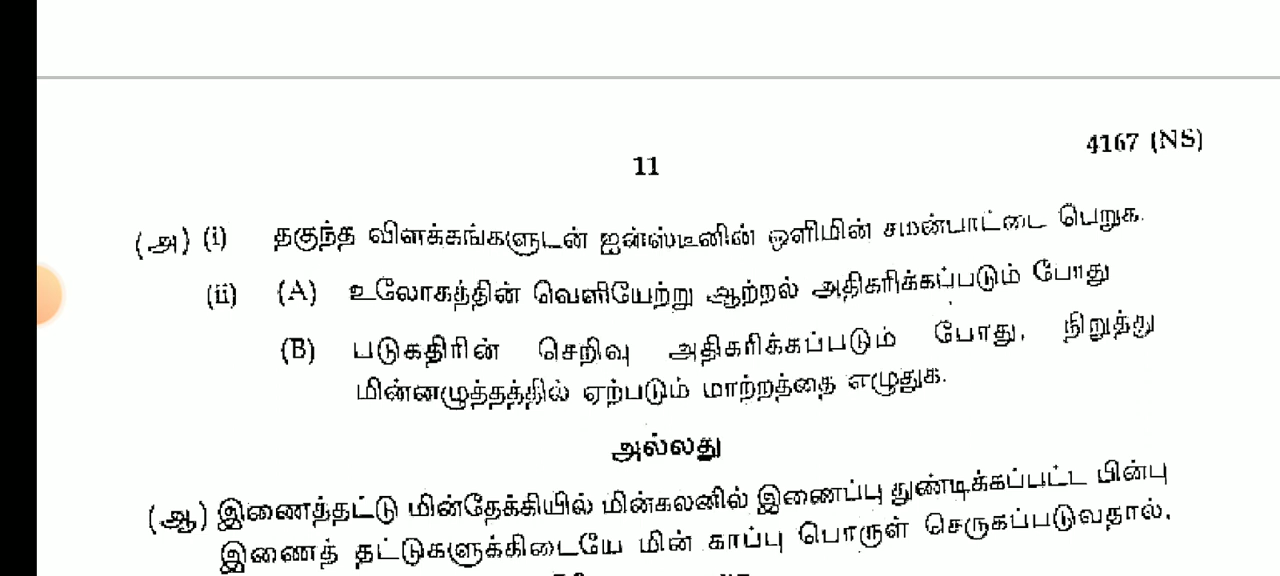 4167 (NS)
11
(அ) (i) தகுந்த விளக்கங்களுடன் ஐன்ஸ்டீனின் ஒளிமின் சமன்பாட்டை பெறுக.
(ii) (A) உலோகத்தின் வெளியேற்று ஆற்றல் அதிகரிக்கப்படும் போது
(B) படுகதிரின் செறிவு அதிகரிக்கப்படும் போது, நிறுத்து
மின்னழுத்தத்தில் ஏற்படும் மாற்றத்தை எழுதுக.
அல்லது
(ஆ) இணைத்தட்டு மின்தேக்கியில் மின்கலனில் இணைப்பு துண்டிக்கப்பட்ட பின்பு
இணைத் தட்டுகளுக்கிடையே மின் காப்பு பொருள் செருகப்படுவதால்,